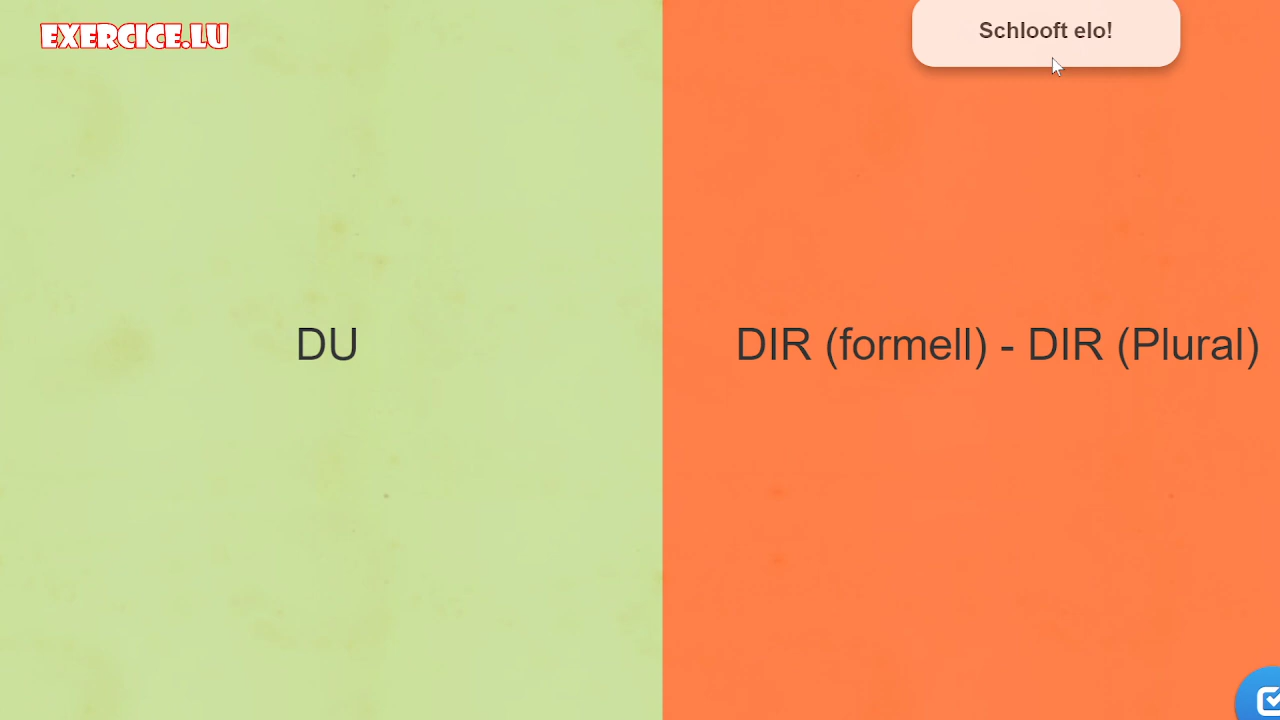 EXERCICE.LU
Schlooft elo!
DU
DIR (formell) - DIR (Plural)